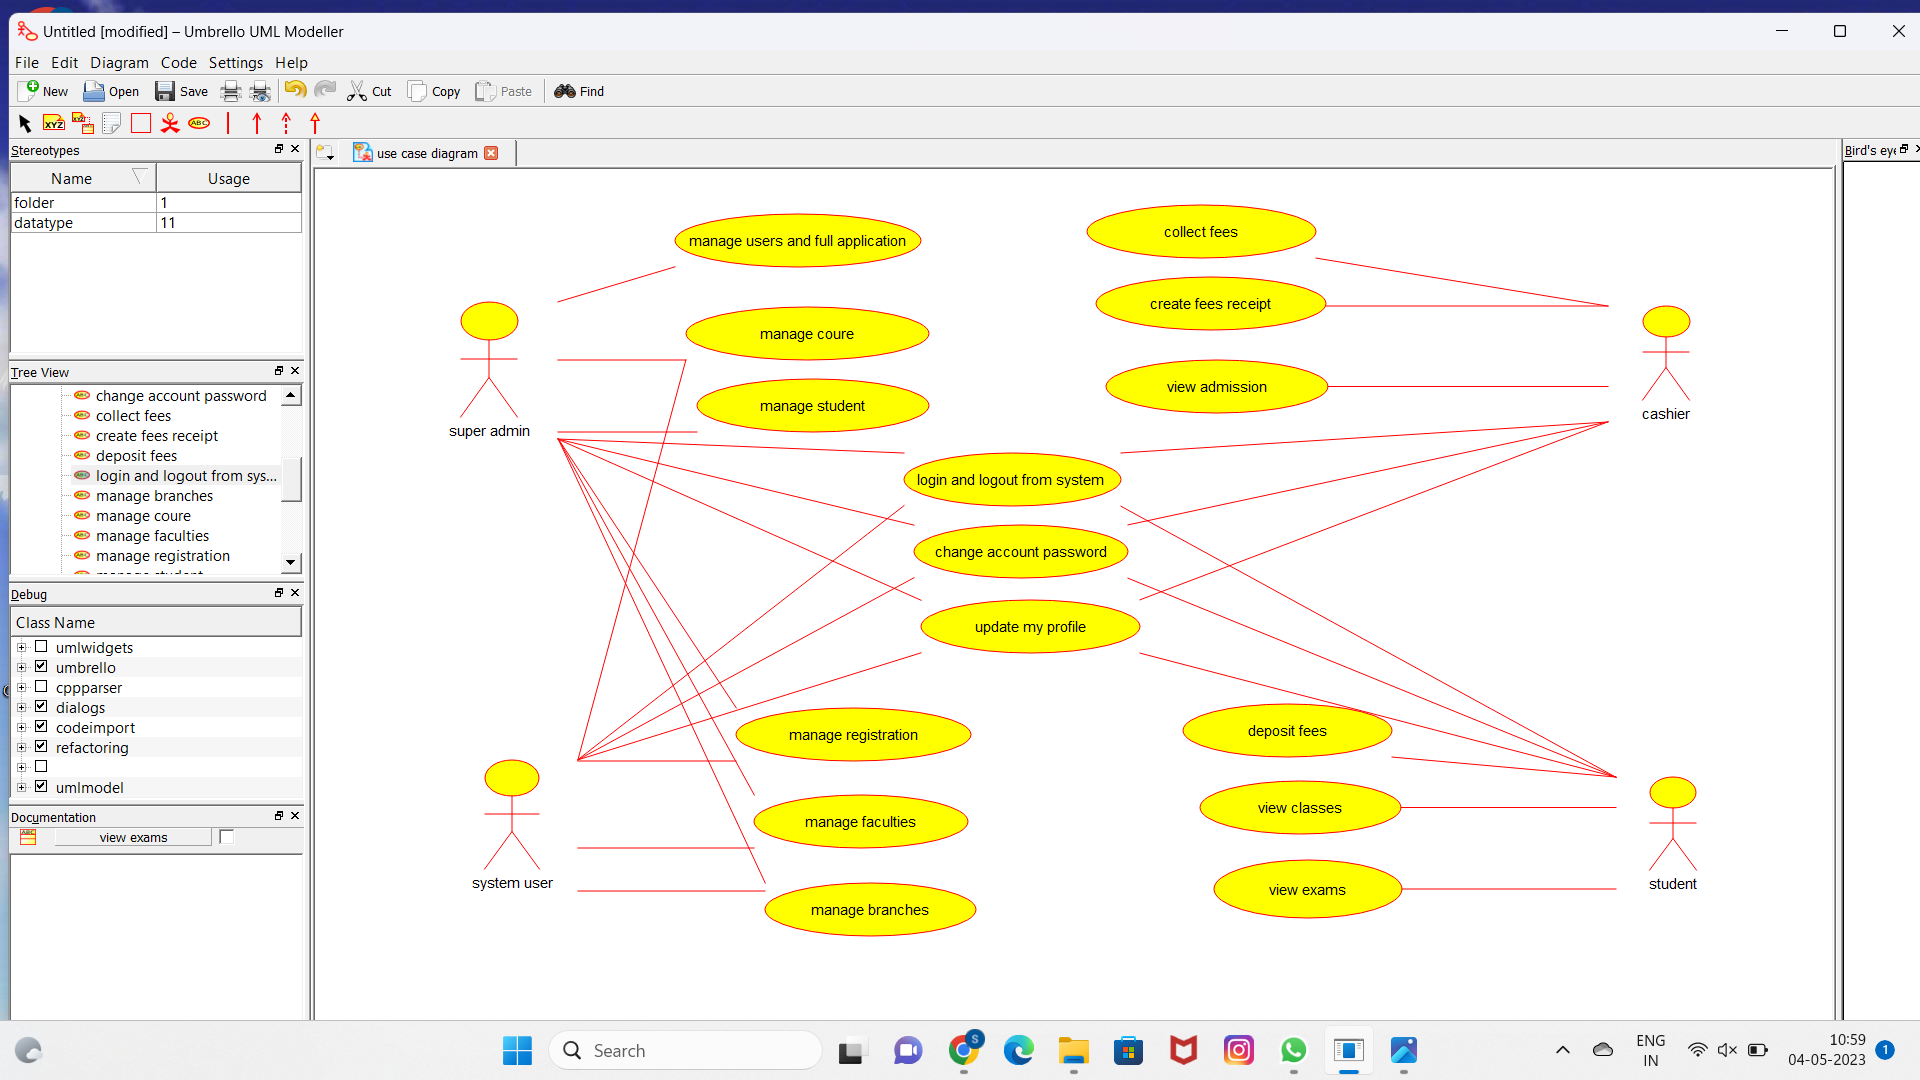 Untitled [modified] – Umbrello UML Modeller
File Edit Diagram Code Settings Help
New Open Save Cut Copy Paste Find
XYZ XYZ ABC
Stereotypes
use case diagram
Bird's eye
Name Usage
folder 1
datatype 11
Tree View
change account password
collect fees
create fees receipt
deposit fees
login and logout from sys...
manage branches
manage coure
manage faculties
manage registration
Debug
Class Name
umlwidgets
umbrello
cppparser
dialogs
codeimport
refactoring
umlmodel
Documentation
view exams
manage users and full application
collect fees
create fees receipt
manage coure
view admission
manage student
cashier
super admin
login and logout from system
change account password
update my profile
manage registration
deposit fees
view classes
manage faculties
system user
student
view exams
manage branches
Search
S
ENG
IN
10:59
04-05-2023
1